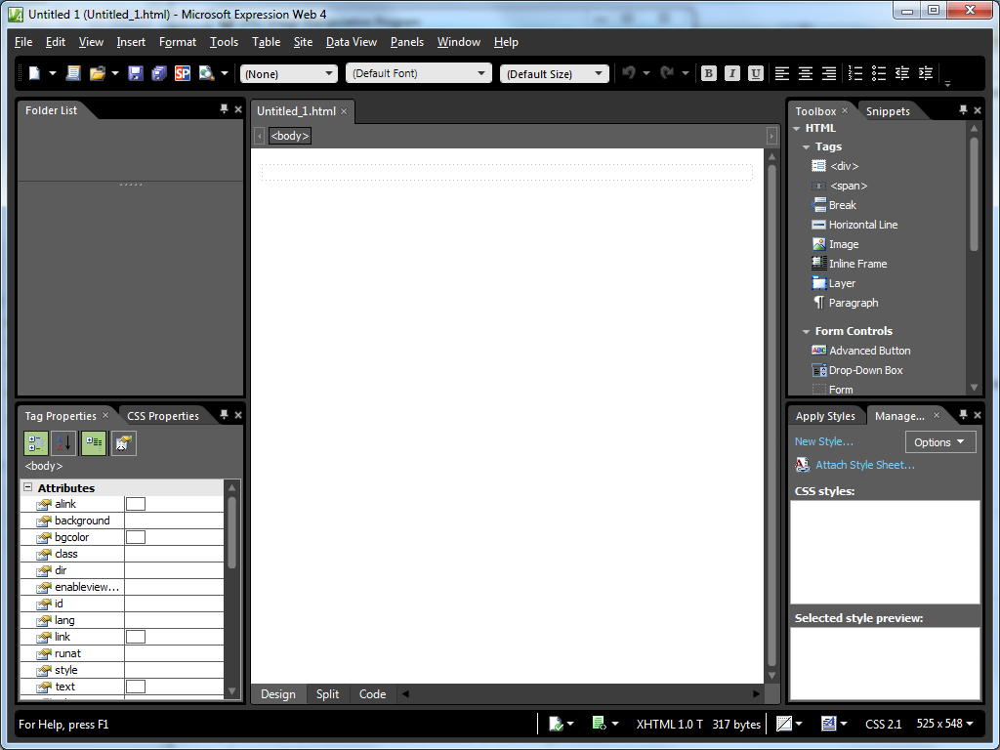 Untitled 1 (Untitled_1.html) - Microsoft Expression Web 4
File Edit View Insert Format Tools Table Site Data View Panels Window Help
SP (None) (Default Font) (Default Size) B I U
Folder List
Untitled_1.html
<body>
Toolbox Snippets
HTML
Tags
<div>
<span>
Break
Horizontal Line
Image
Inline Frame
Layer
Paragraph
Form Controls
Advanced Button
Drop-Down Box
Form
Tag Properties CSS Properties
<body>
Attributes
alink
background
bgcolor
class
dir
enableview...
id
lang
link
runat
style
text
Apply Styles Manage...
New Style... Options
Attach Style Sheet...
CSS styles:
Selected style preview:
Design Split Code
For Help, press F1 XHTML 1.0 T 317 bytes CSS 2.1 525 x 548